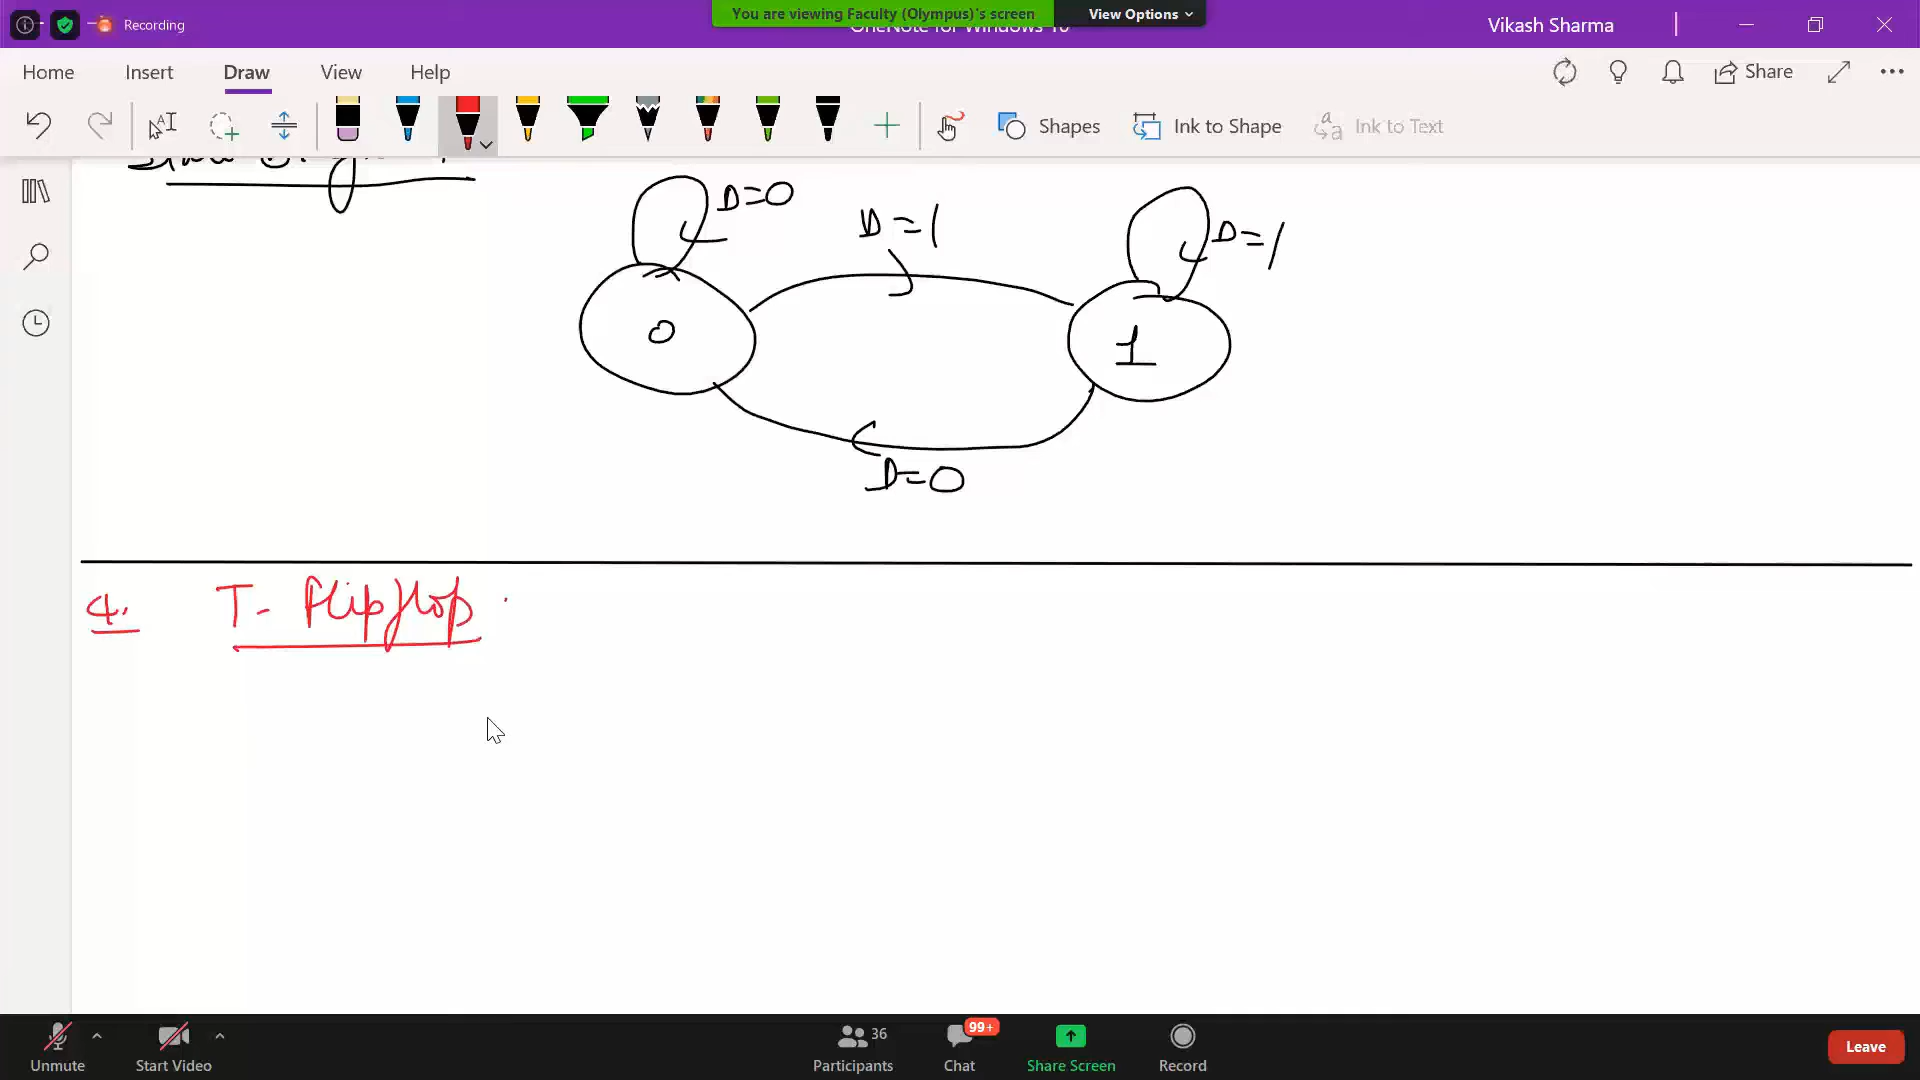 You are viewing Faculty (Olympus)'s screen View Options
Recording
Vikash Sharma
Home Insert Draw View Help
Share
Shapes Ink to Shape Ink to Text
D=0
D=1
D=1
0
1
D=0
4. T- flipflop
Unmute
Start Video
36
Participants
99+
Chat
Share Screen
Record
Leave